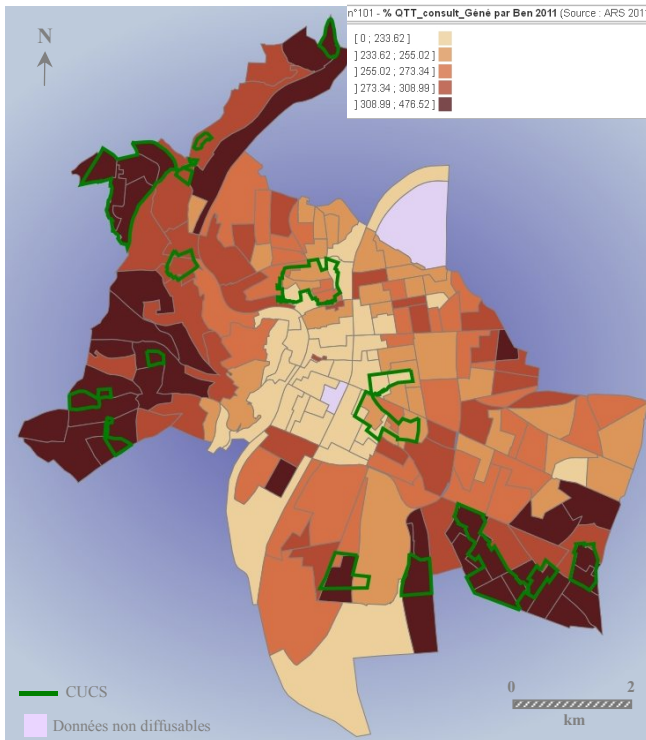 n°101 - % QTT_consult_Géné par Ben 2011 (Source : ARS 2011
[ 0 ; 233.62 ]
] 233.62 ; 255.02 ]
] 255.02 ; 273.34 ]
] 273.34 ; 308.99 ]
] 308.99 ; 476.52 ]
N
CUCS
Données non diffusables
0 2
km